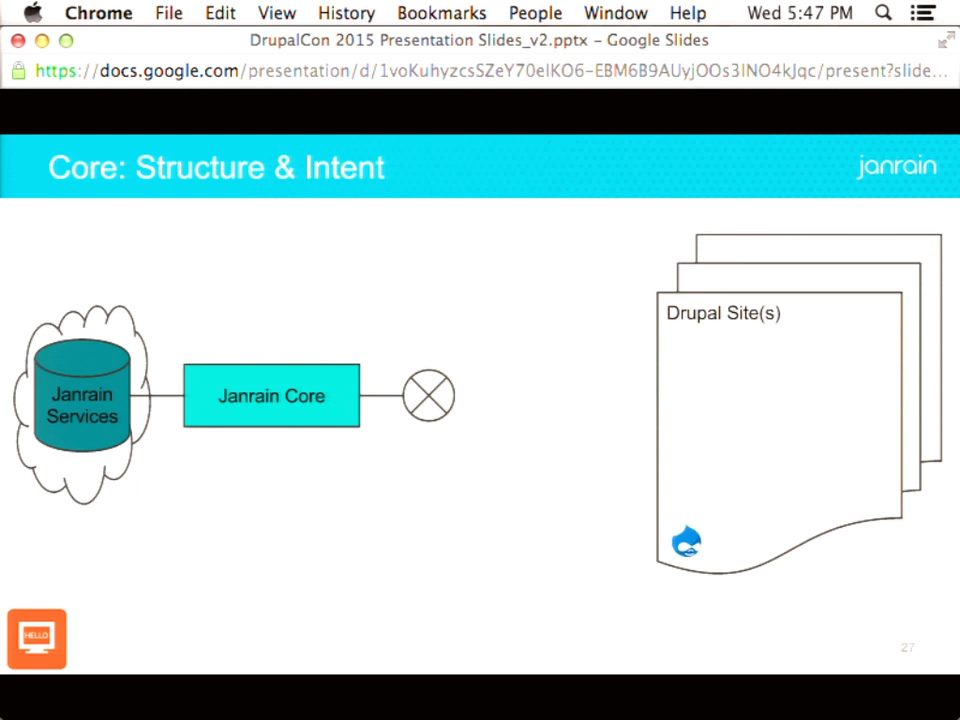 Chrome File Edit View History Bookmarks People Window Help Wed 5:47 PM
DrupalCon 2015 Presentation Slides_v2.pptx – Google Slides
https://docs.google.com/presentation/d/1voKuhyzcsSZeY70elKO6-EBM6B9AUyjOOs3INO4kJqc/present?slide...
Core: Structure & Intent
janrain
Drupal Site(s)
Janrain
Services
Janrain Core
HELLO
27